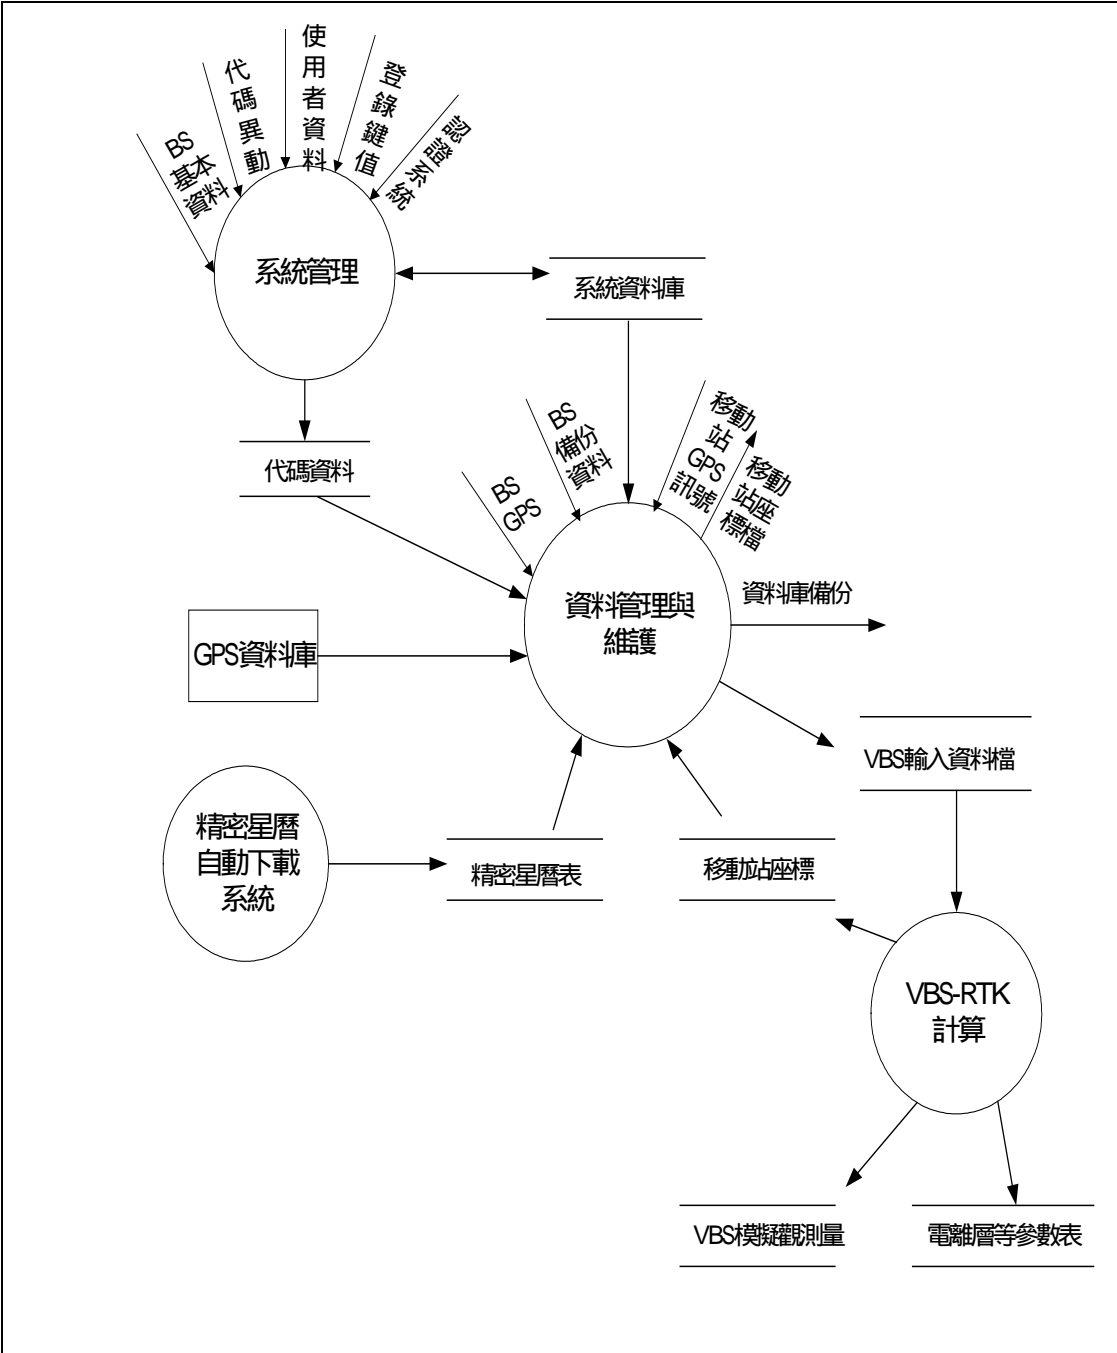 BS
基本
資料
代碼異動
使用者資料
登錄鍵值
認證系統
系統管理
系統資料庫
代碼資料
BS
GPS
BS
備份
資料
移動
站
GPS
訊號
移動
站座
標檔
資料管理與
維護
資料庫備份
GPS資料庫
VBS輸入資料檔
精密星曆
自動下載
系統
精密星曆表
移動站座標
VBS-RTK
計算
VBS模擬觀測量
電離層等參數表